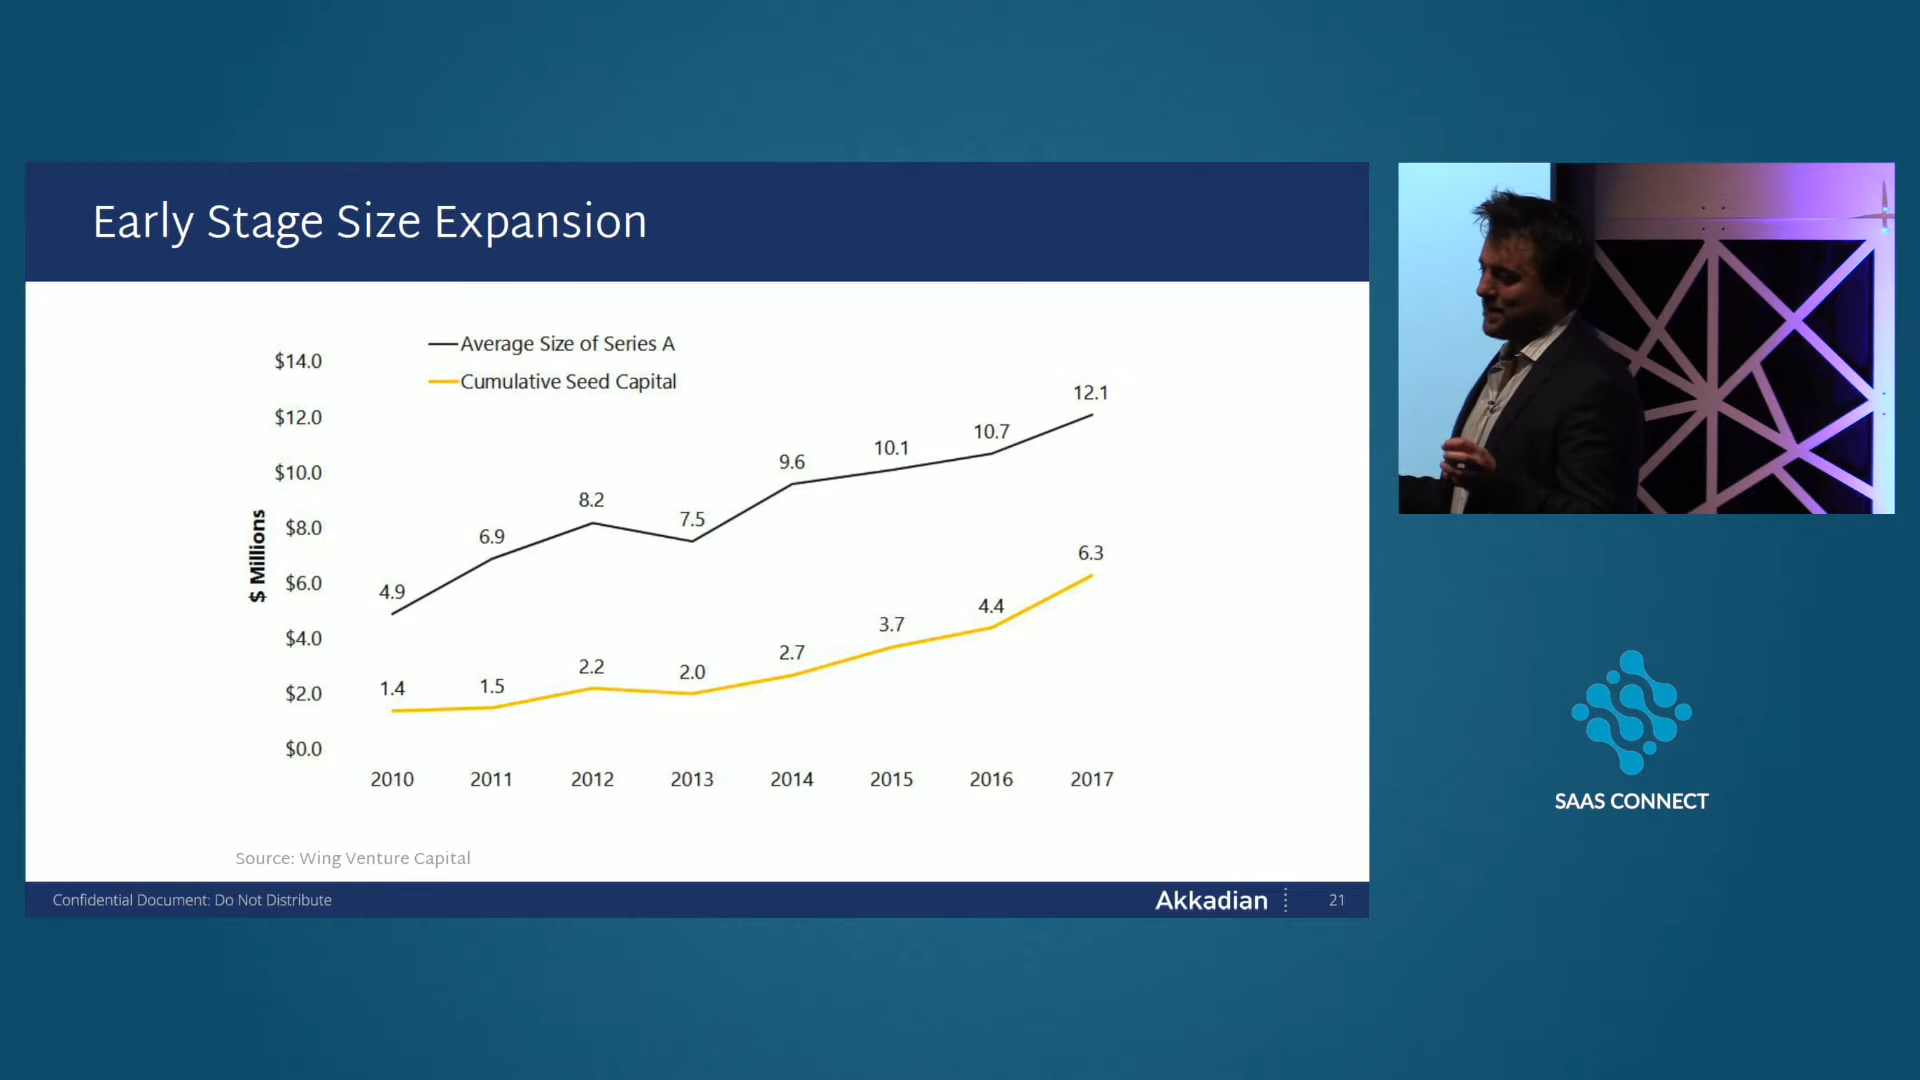 Early Stage Size Expansion
Average Size of Series A
Cumulative Seed Capital
$ Millions
$14.0
$12.0
$10.0
$8.0
$6.0
$4.0
$2.0
$0.0
4.9
6.9
8.2
7.5
9.6
10.1
10.7
12.1
1.4
1.5
2.2
2.0
2.7
3.7
4.4
6.3
2010 2011 2012 2013 2014 2015 2016 2017
Source: Wing Venture Capital
Confidential Document: Do Not Distribute
Akkadian
21
SAAS CONNECT